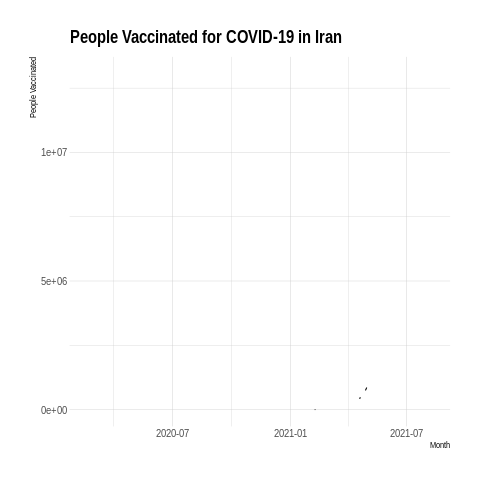 People Vaccinated for COVID-19 in Iran
People Vaccinated
1e+07
5e+06
0e+00
2020-07
2021-01
2021-07
Month